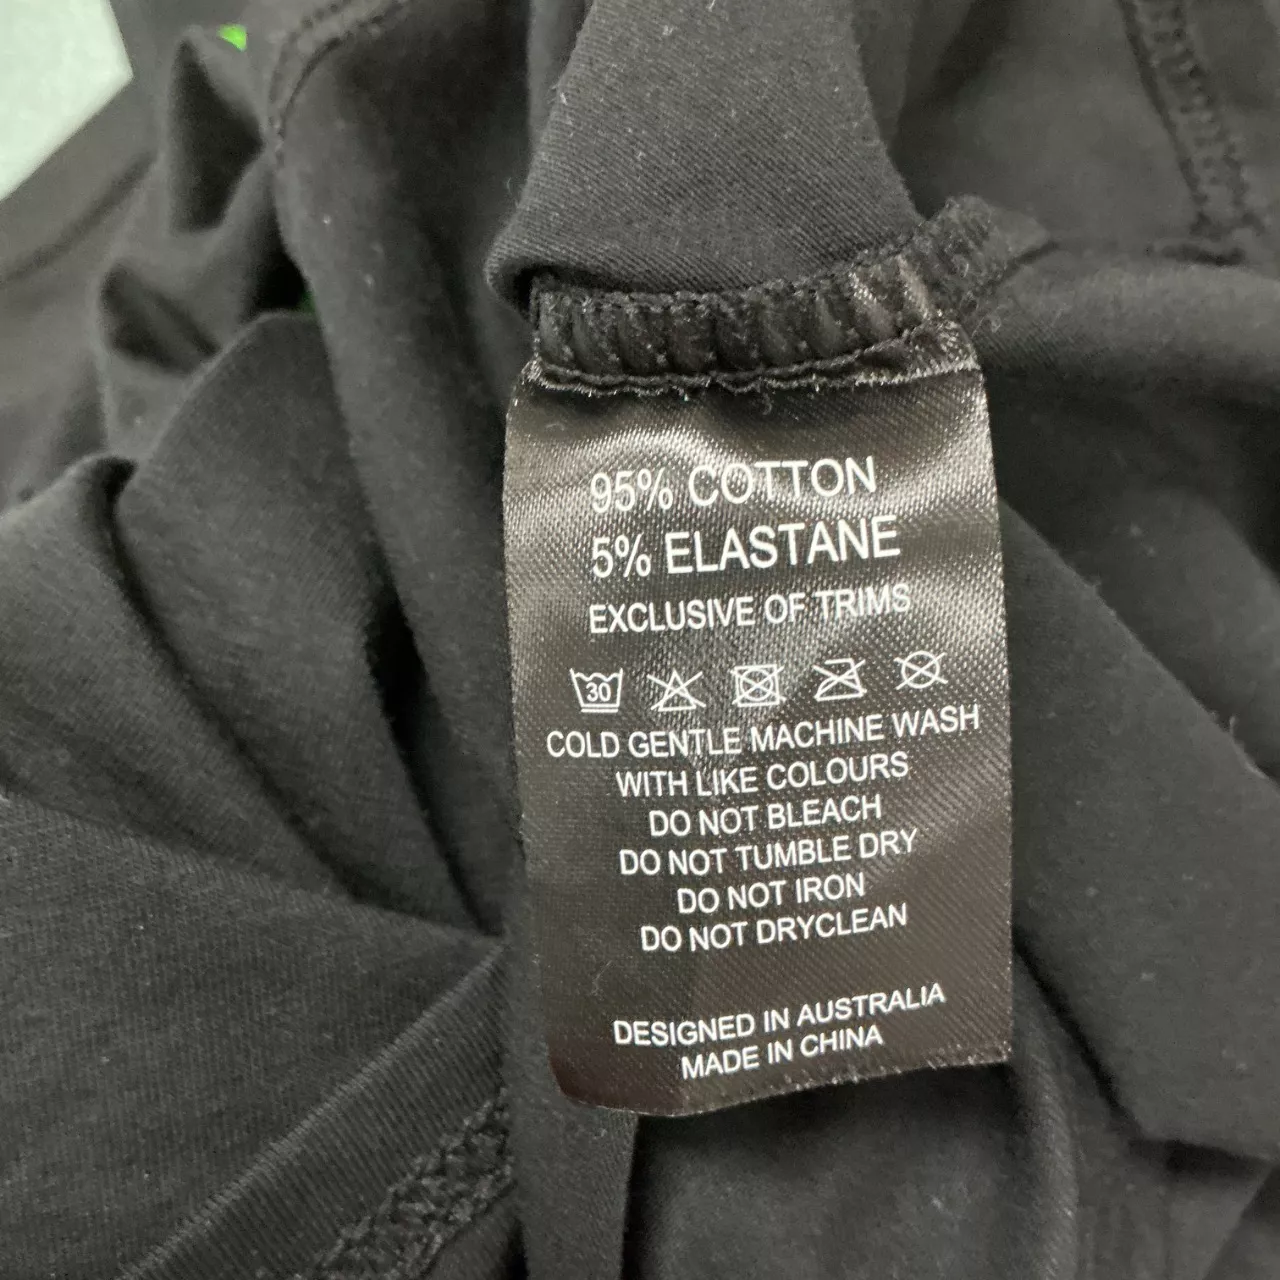 95% COTTON
5% ELASTANE
EXCLUSIVE OF TRIMS
30
COLD GENTLE MACHINE WASH
WITH LIKE COLOURS
DO NOT BLEACH
DO NOT TUMBLE DRY
DO NOT IRON
DO NOT DRYCLEAN
DESIGNED IN AUSTRALIA
MADE IN CHINA